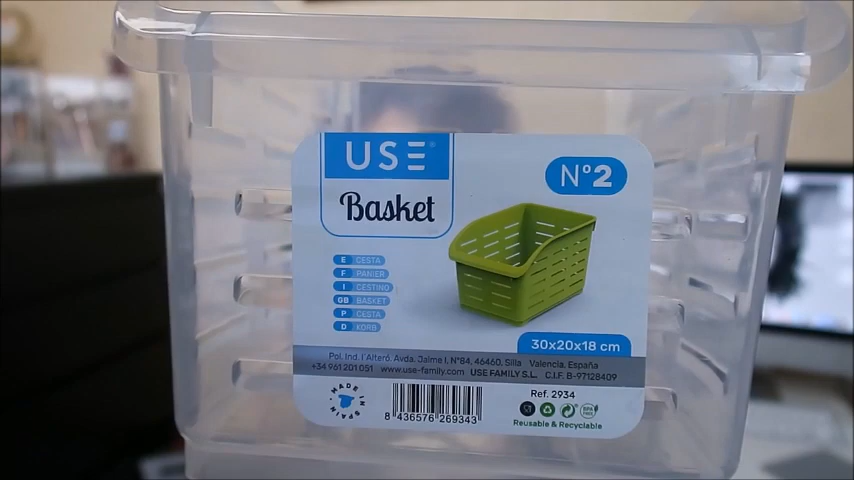 USE®
Nº2
Basket
E CESTA
F PANIER
I CESTINO
GB BASKET
P CESTA
D KORB
30x20x18 cm
Pol. Ind. l´Alteró. Avda. Jaime I, Nº84, 46460, Silla Valencia. España
+34 961 201 051 www.use-family.com USE FAMILY S.L. C.I.F. B-97128409
MADE IN SPAIN
8 436576 269343
Ref. 2934
BPA FREE
Reusable & Recyclable